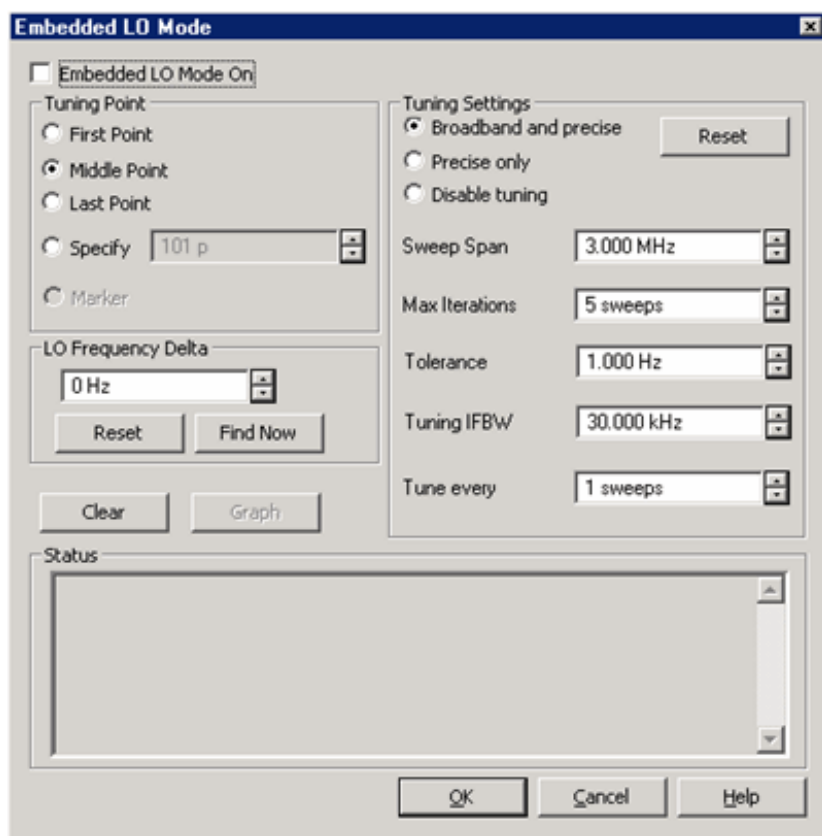 Embedded LO Mode
Embedded LO Mode On
Tuning Point
First Point
Middle Point
Last Point
Specify 101 p
Marker
LO Frequency Delta
0 Hz
Reset Find Now
Clear Graph
Tuning Settings
Broadband and precise Reset
Precise only
Disable tuning
Sweep Span 3.000 MHz
Max Iterations 5 sweeps
Tolerance 1.000 Hz
Tuning IFBW 30.000 kHz
Tune every 1 sweeps
Status
OK Cancel Help